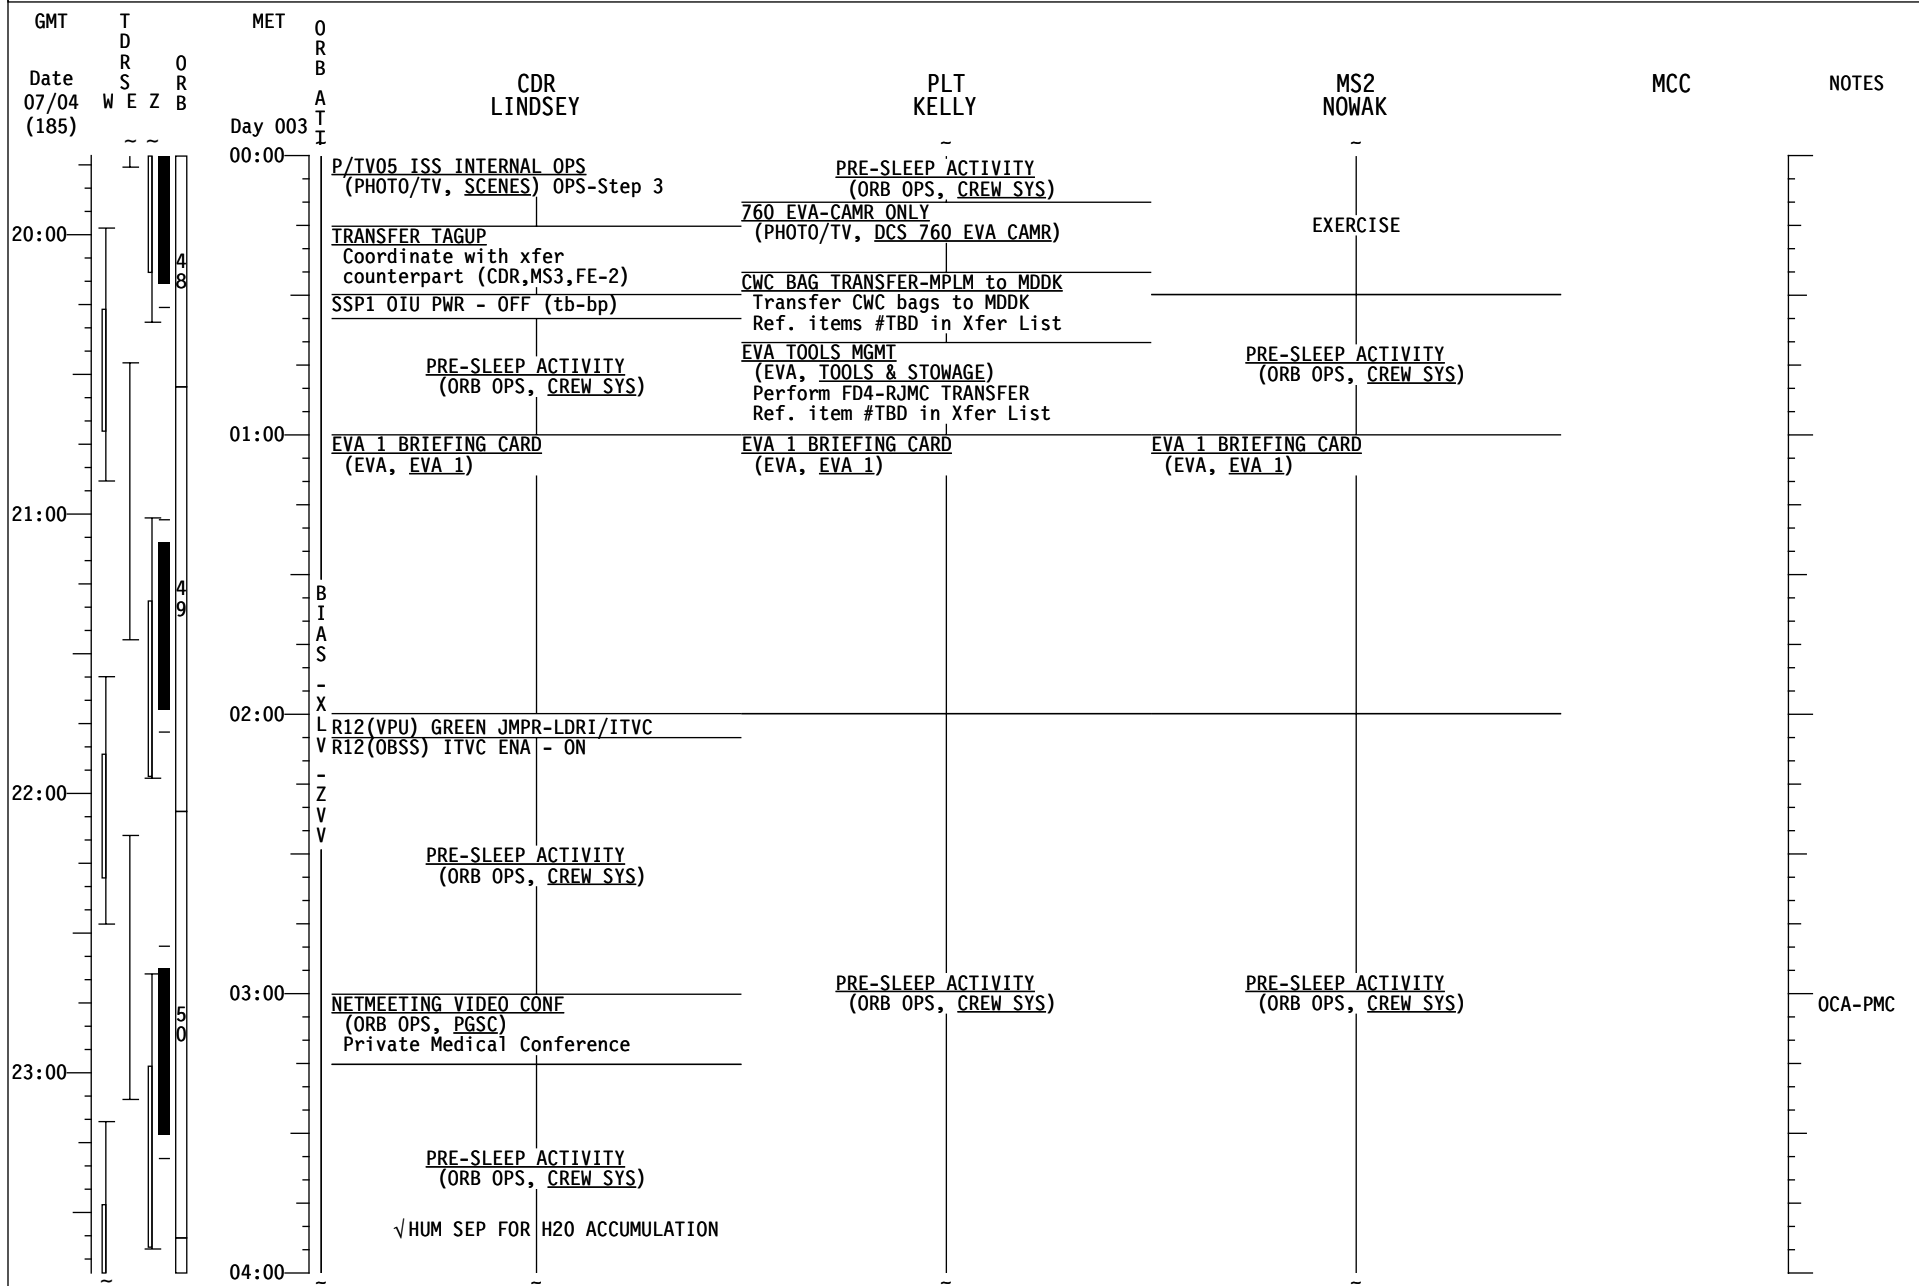 GMT
TDRS
MET
ORB ATT
Date
07/04
(185)
W E Z
ORB
Day 003
CDR
LINDSEY
PLT
KELLY
MS2
NOWAK
MCC
NOTES
00:00
01:00
02:00
03:00
04:00
20:00
21:00
22:00
23:00
48
49
50
BIAS -XLV -ZVV
P/TV05 ISS INTERNAL OPS
(PHOTO/TV, SCENES) OPS-Step 3
TRANSFER TAGUP
Coordinate with xfer
counterpart (CDR,MS3,FE-2)
SSP1 OIU PWR - OFF (tb-bp)
PRE-SLEEP ACTIVITY
(ORB OPS, CREW SYS)
EVA 1 BRIEFING CARD
(EVA, EVA 1)
R12(VPU) GREEN JMPR-LDRI/ITVC
R12(OBSS) ITVC ENA - ON
PRE-SLEEP ACTIVITY
(ORB OPS, CREW SYS)
NETMEETING VIDEO CONF
(ORB OPS, PGSC)
Private Medical Conference
PRE-SLEEP ACTIVITY
(ORB OPS, CREW SYS)
√HUM SEP FOR H2O ACCUMULATION
PRE-SLEEP ACTIVITY
(ORB OPS, CREW SYS)
760 EVA-CAMR ONLY
(PHOTO/TV, DCS 760 EVA CAMR)
CWC BAG TRANSFER-MPLM to MDDK
Transfer CWC bags to MDDK
Ref. items #TBD in Xfer List
EVA TOOLS MGMT
(EVA, TOOLS & STOWAGE)
Perform FD4-RJMC TRANSFER
Ref. item #TBD in Xfer List
EVA 1 BRIEFING CARD
(EVA, EVA 1)
PRE-SLEEP ACTIVITY
(ORB OPS, CREW SYS)
EXERCISE
PRE-SLEEP ACTIVITY
(ORB OPS, CREW SYS)
EVA 1 BRIEFING CARD
(EVA, EVA 1)
PRE-SLEEP ACTIVITY
(ORB OPS, CREW SYS)
OCA-PMC